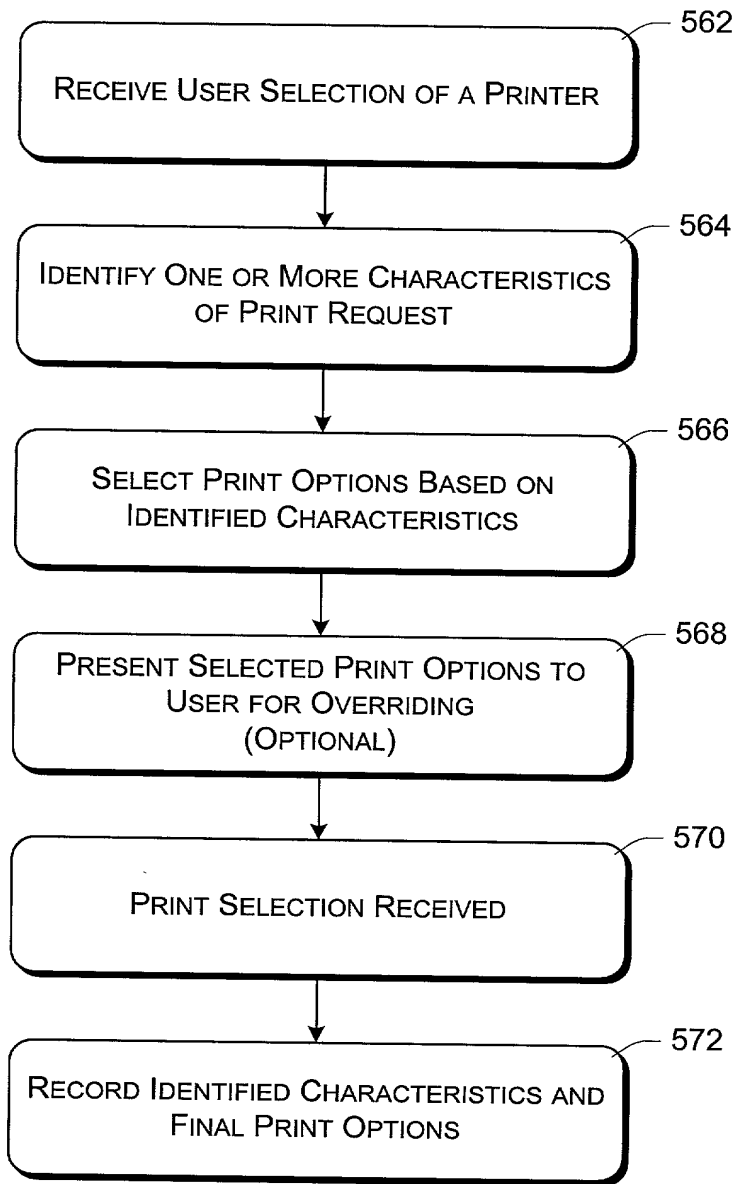 562
RECEIVE USER SELECTION OF A PRINTER
564
IDENTIFY ONE OR MORE CHARACTERISTICS
OF PRINT REQUEST
566
SELECT PRINT OPTIONS BASED ON
IDENTIFIED CHARACTERISTICS
568
PRESENT SELECTED PRINT OPTIONS TO
USER FOR OVERRIDING
(OPTIONAL)
570
PRINT SELECTION RECEIVED
572
RECORD IDENTIFIED CHARACTERISTICS AND
FINAL PRINT OPTIONS